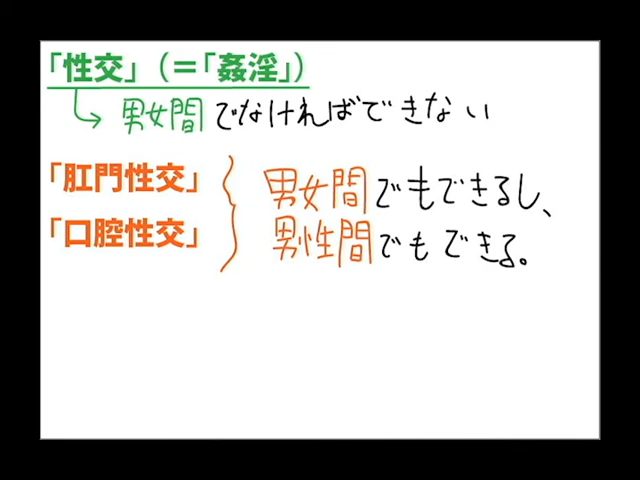 「性交」(=「姦淫」)
男女間でなければできない
「肛門性交」 男女間でもできるし、
「口腔性交」 男性間でもできる。